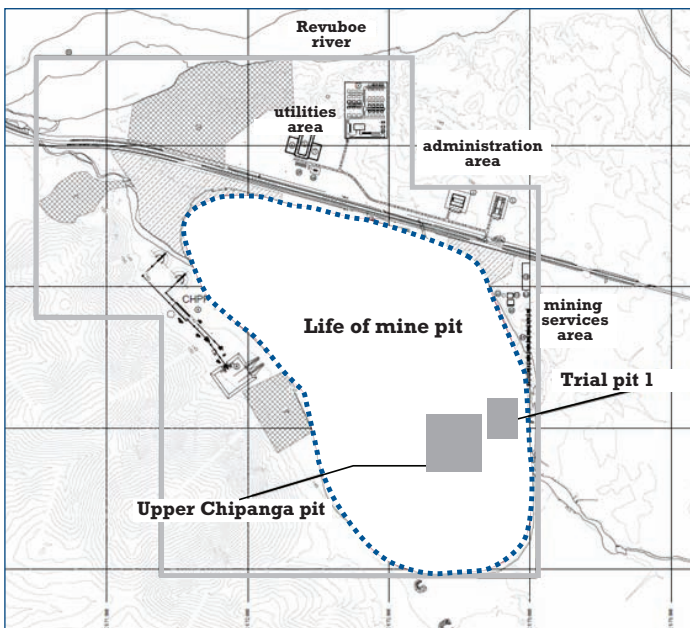 Revuboe
river
utilities
area
administration
area
CHPP
mining
services
area
Life of mine pit
Trial pit 1
Upper Chipanga pit